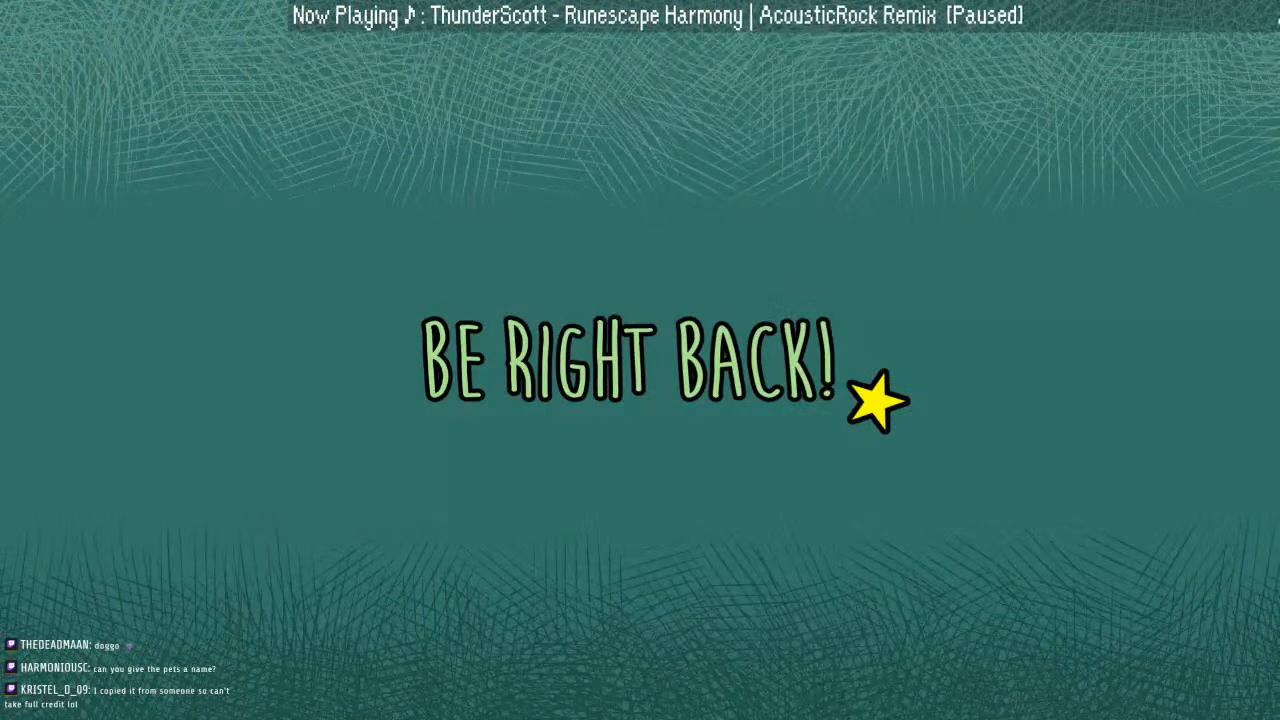 Now Playing ♪ : ThunderScott - Runescape Harmony | AcousticRock Remix [Paused]
BE RIGHT BACK!
THEDEADMAAN: doggo
HARMONIOUSC: can you give the pets a name?
KRISTEL_D_09: I copied it from someone so can't
take full credit lol